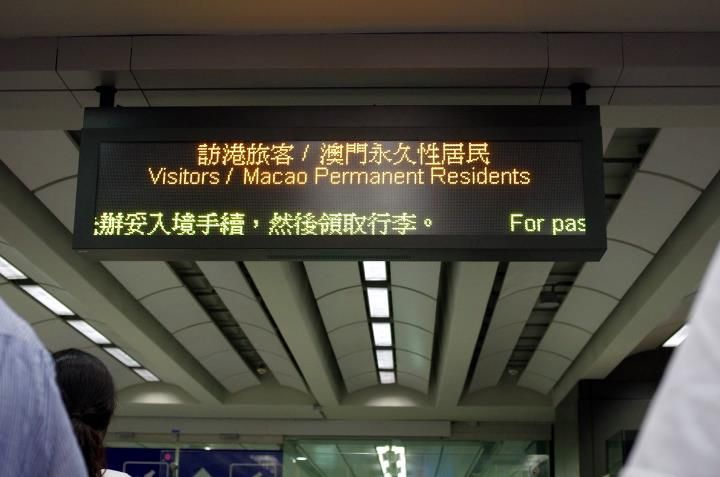 訪港旅客 / 澳門永久性居民
Visitors / Macao Permanent Residents
辦妥入境手續，然後領取行李。 For pas